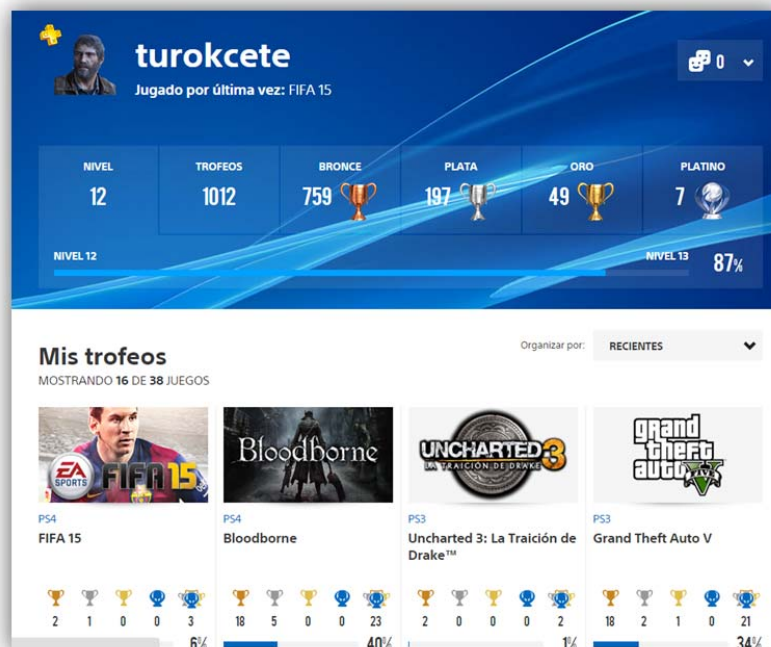 turokcete
0
Jugado por última vez: FIFA 15
NIVEL TROFEOS BRONCE PLATA ORO PLATINO
12 1012 759 197 49 7
NIVEL 12 NIVEL 13 87%
Mis trofeos
Organizar por: RECIENTES
MOSTRANDO 16 DE 38 JUEGOS
EA SPORTS FIFA 15
Bloodborne
UNCHARTED 3
LA TRAICIÓN DE DRAKE
grand theft auto V
PS4 PS4 PS3 PS3
FIFA 15 Bloodborne Uncharted 3: La Traición de Grand Theft Auto V
Drake™
2 1 0 0 3 18 5 0 0 23 2 0 0 0 2 18 2 1 0 21
6% 40% 1% 34%